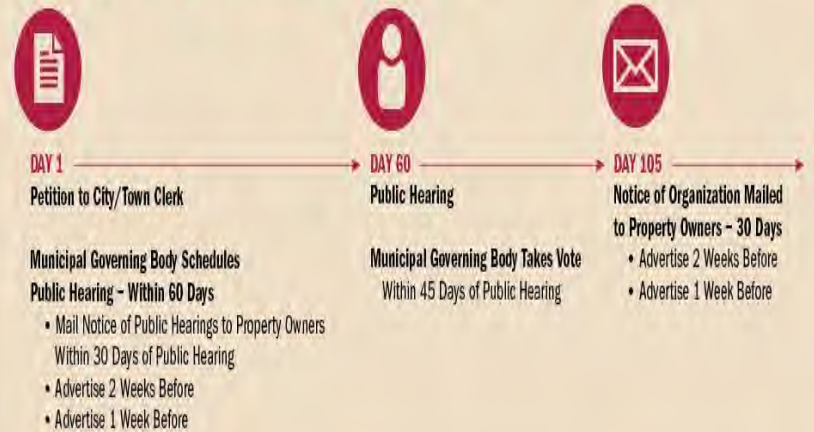 DAY 1
Petition to City/Town Clerk
Municipal Governing Body Schedules
Public Hearing – Within 60 Days
• Mail Notice of Public Hearings to Property Owners
Within 30 Days of Public Hearing
• Advertise 2 Weeks Before
• Advertise 1 Week Before
DAY 60
Public Hearing
Municipal Governing Body Takes Vote
Within 45 Days of Public Hearing
DAY 105
Notice of Organization Mailed
to Property Owners – 30 Days
• Advertise 2 Weeks Before
• Advertise 1 Week Before